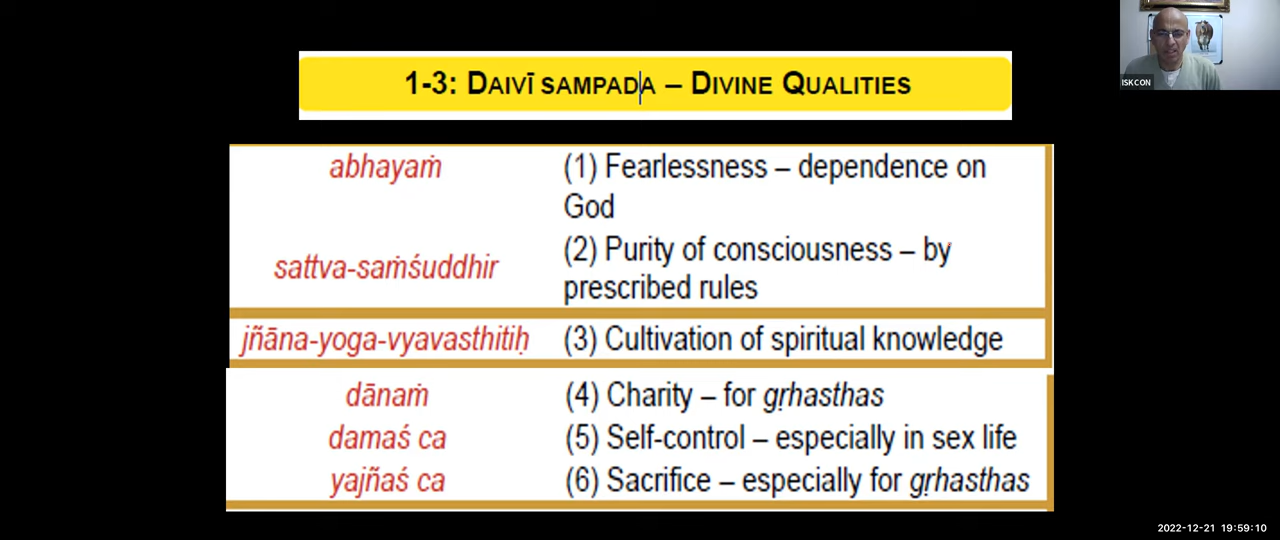 1-3: DAIVĪ SAMPADA – DIVINE QUALITIES
ISKCON
abhayaṁ (1) Fearlessness – dependence on
God
sattva-saṁśuddhir (2) Purity of consciousness – by
prescribed rules
jñāna-yoga-vyavasthitiḥ (3) Cultivation of spiritual knowledge
dānaṁ (4) Charity – for gṛhasthas
damaś ca (5) Self-control – especially in sex life
yajñaś ca (6) Sacrifice – especially for gṛhasthas
2022-12-21 19:59:10